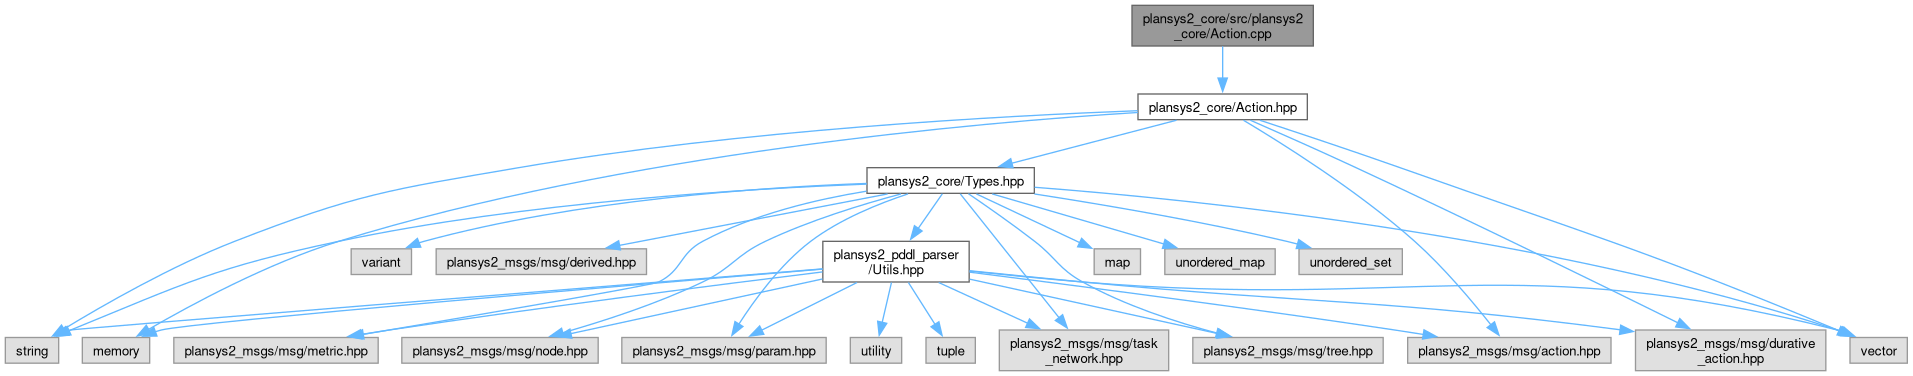 plansys2_core/src/plansys2
_core/Action.cpp
plansys2_core/Action.hpp
plansys2_core/Types.hpp
variant
plansys2_msgs/msg/derived.hpp
plansys2_pddl_parser
/Utils.hpp
map
unordered_map
unordered_set
string
memory
plansys2_msgs/msg/metric.hpp
plansys2_msgs/msg/node.hpp
plansys2_msgs/msg/param.hpp
utility
tuple
plansys2_msgs/msg/task
_network.hpp
plansys2_msgs/msg/tree.hpp
plansys2_msgs/msg/action.hpp
plansys2_msgs/msg/durative
_action.hpp
vector